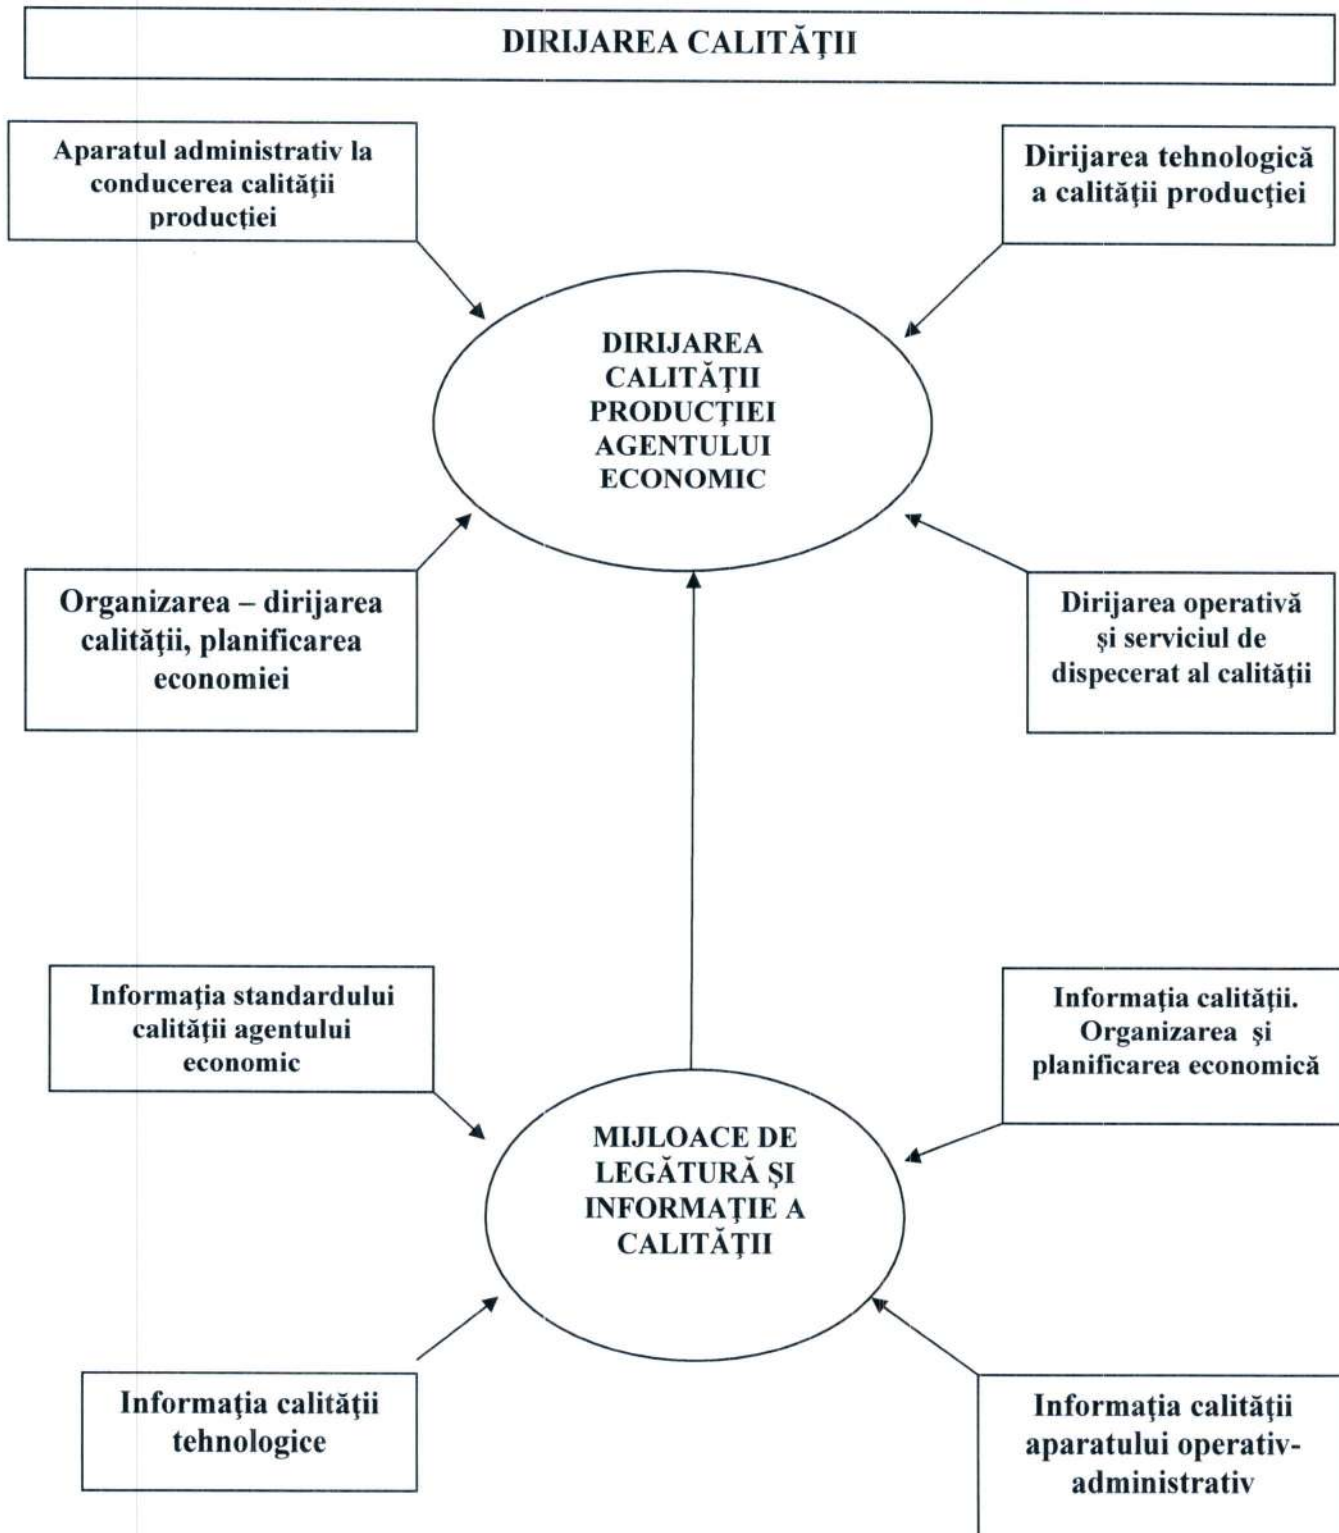 DIRIJAREA CALITĂŢII
Aparatul administrativ la
conducerea calităţii
producţiei
Dirijarea tehnologică
a calităţii producţiei
DIRIJAREA
CALITĂŢII
PRODUCŢIEI
AGENTULUI
ECONOMIC
Organizarea – dirijarea
calităţii, planificarea
economiei
Dirijarea operativă
şi serviciul de
dispecerat al calităţii
Informaţia standardului
calităţii agentului
economic
Informaţia calităţii.
Organizarea şi
planificarea economică
MIJLOACE DE
LEGĂTURĂ ŞI
INFORMAŢIE A
CALITĂŢII
Informaţia calităţii
tehnologice
Informaţia calităţii
aparatului operativ-
administrativ